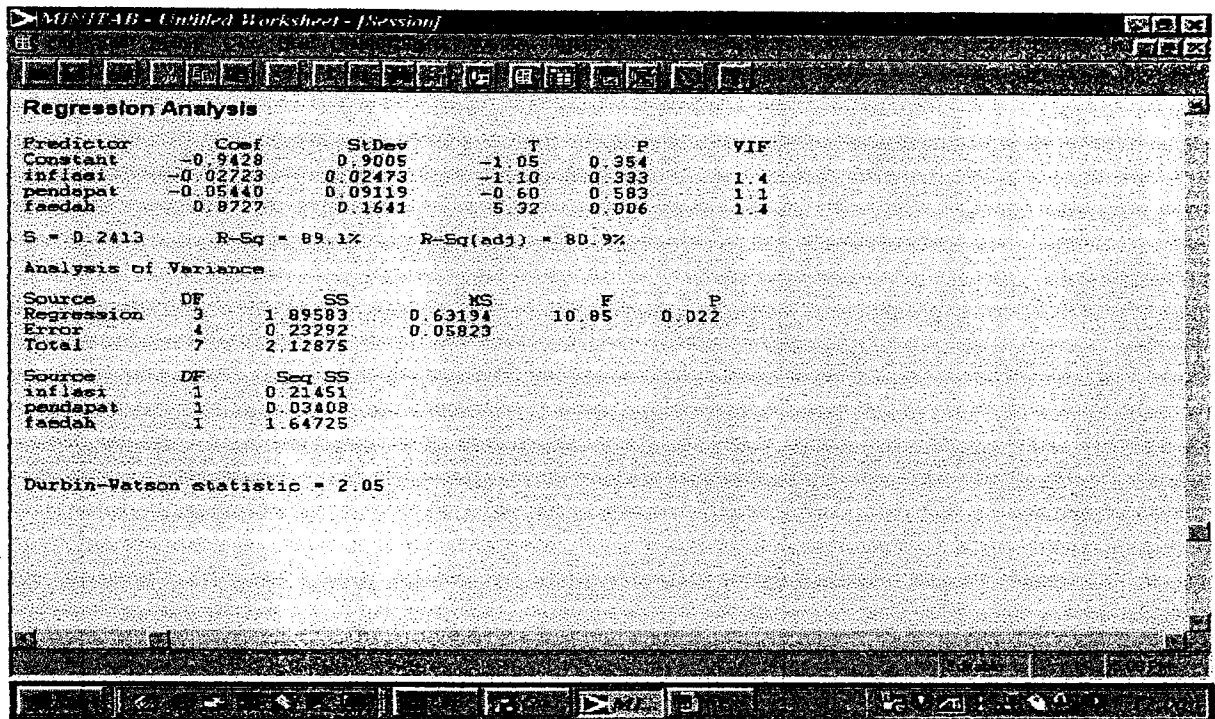 MINITAB - Untitled Worksheet - [Session]
Regression Analysis
Predictor Coef StDev T P VIF
Constant -0.9428 0.9005 -1.05 0.354
inflasi -0.02723 0.02473 -1.10 0.333 1.4
pendapat -0.05440 0.09119 -0.60 0.583 1.1
faedah 0.8727 0.1641 5.32 0.006 1.4
S = 0.2413 R-Sq = 89.1% R-Sq(adj) = 80.9%
Analysis of Variance
Source DF SS MS F P
Regression 3 1.89583 0.63194 10.85 0.022
Error 4 0.23292 0.05823
Total 7 2.12875
Source DF Seq SS
inflasi 1 0.21451
pendapat 1 0.03408
faedah 1 1.64725
Durbin-Watson statistic = 2.05